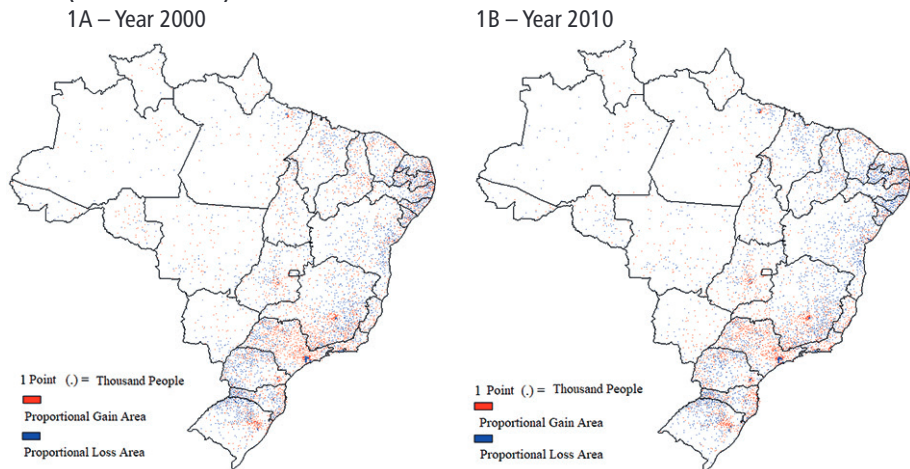 1A – Year 2000
1B – Year 2010
1 Point (.) = Thousand People
Proportional Gain Area
Proportional Loss Area
1 Point (.) = Thousand People
Proportional Gain Area
Proportional Loss Area